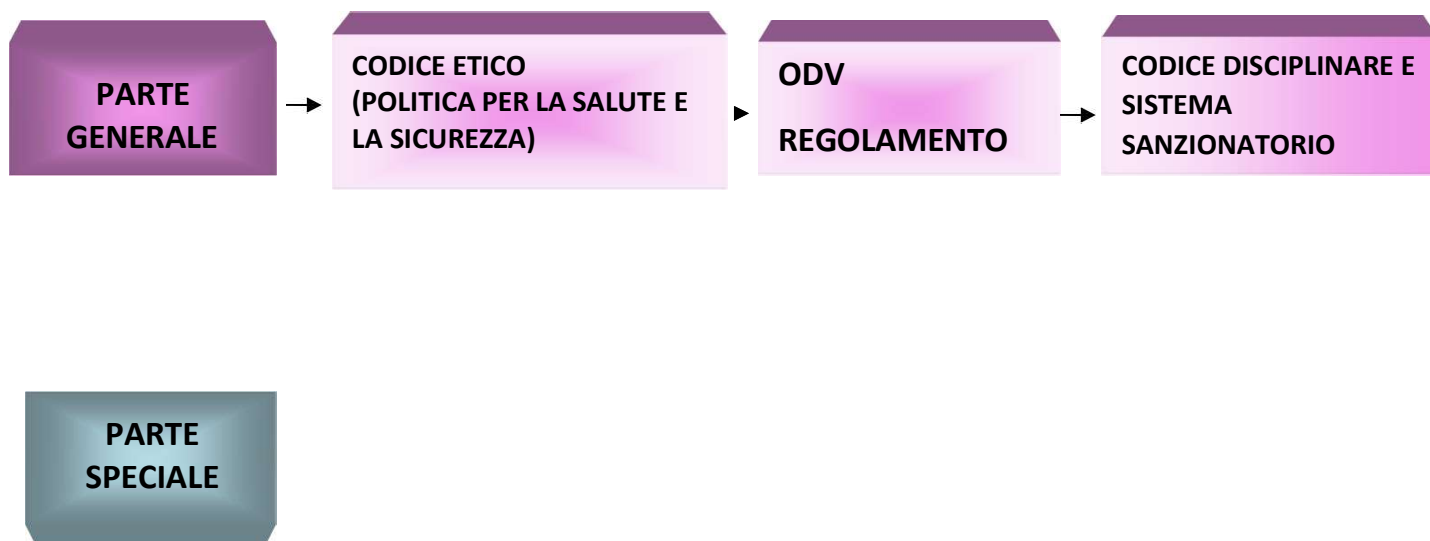 PARTE
GENERALE
CODICE ETICO
(POLITICA PER LA SALUTE E
LA SICUREZZA)
ODV
REGOLAMENTO
CODICE DISCIPLINARE E
SISTEMA
SANZIONATORIO
PARTE
SPECIALE